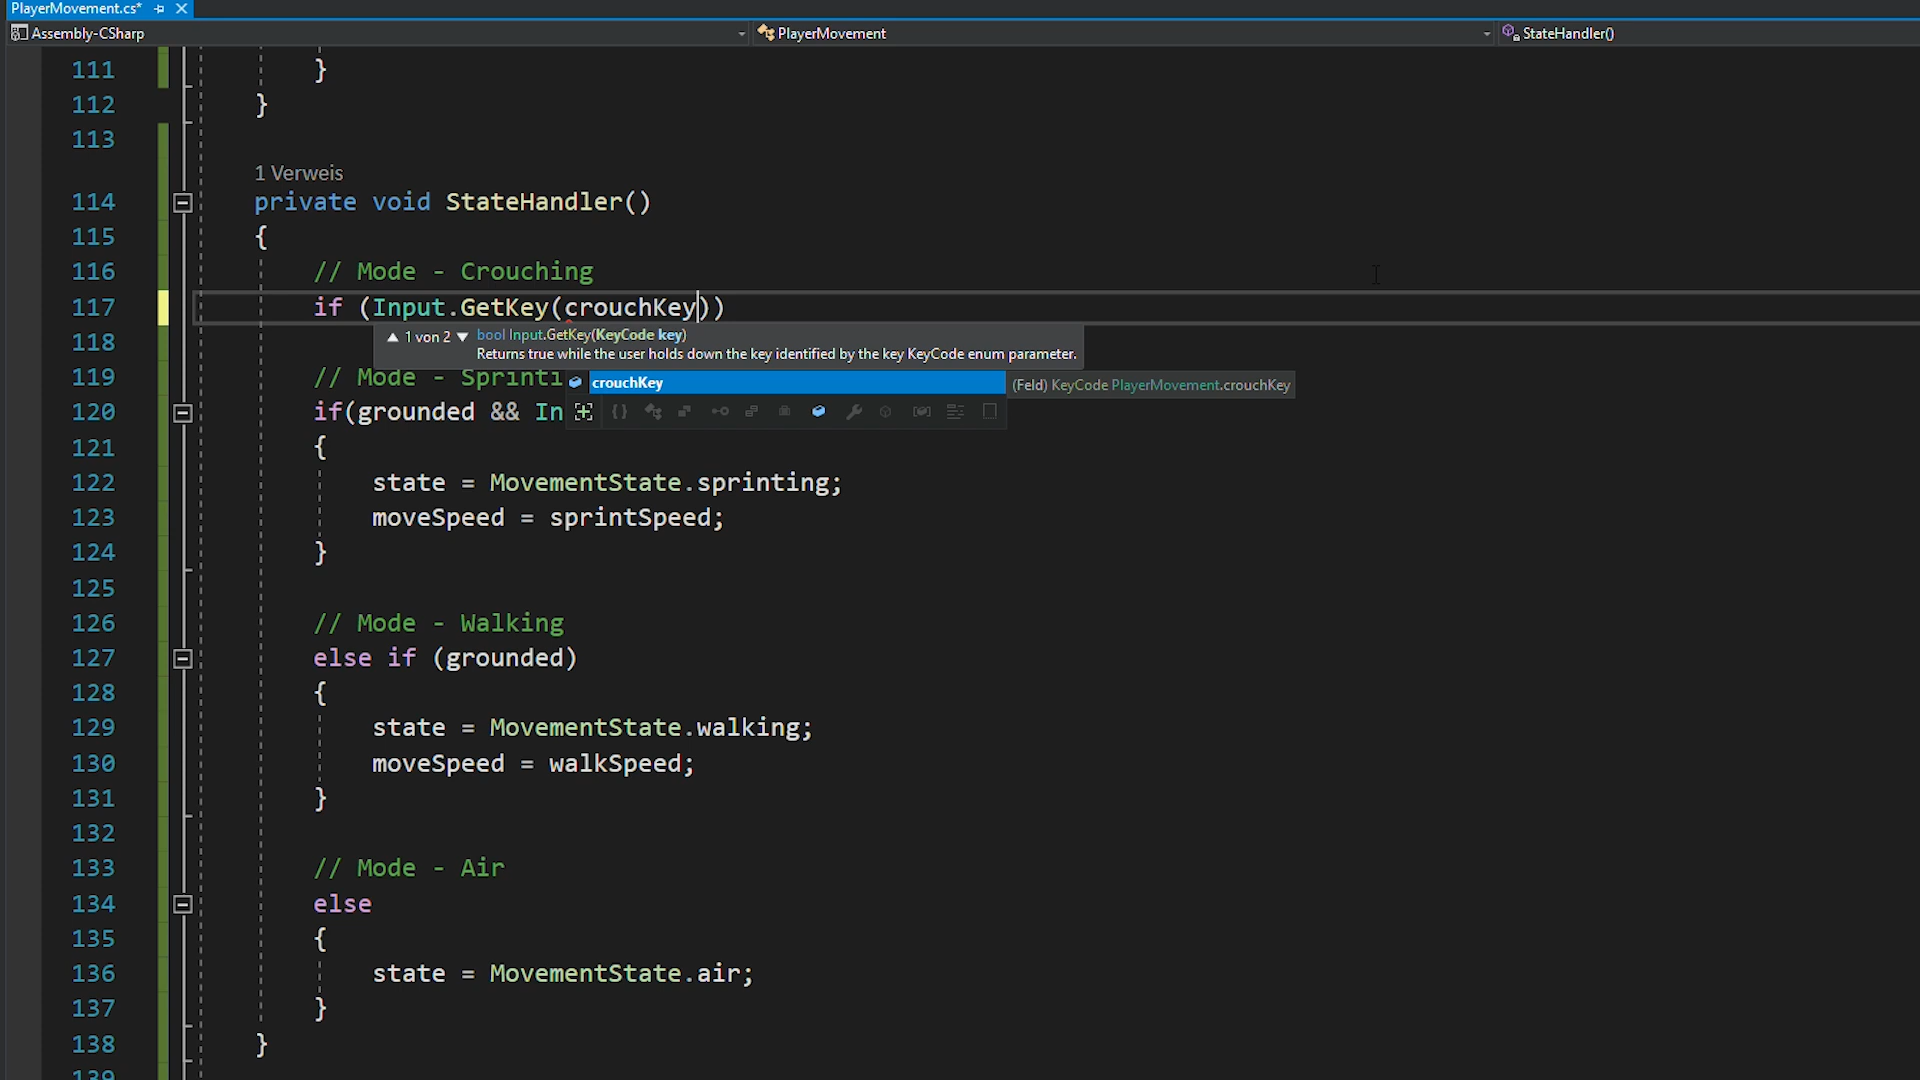 PlayerMovement.cs*
Assembly-CSharp PlayerMovement StateHandler()
111 }
112 }
113
1 Verweis
114 private void StateHandler()
115 {
116 // Mode - Crouching
117 if (Input.GetKey(crouchKey))
118 ▲ 1 von 2 ▼ bool Input.GetKey(KeyCode key)
Returns true while the user holds down the key identified by the key KeyCode enum parameter.
119 // Mode - Sprinti crouchKey (Feld) KeyCode PlayerMovement.crouchKey
120 if(grounded && In
121 {
122 state = MovementState.sprinting;
123 moveSpeed = sprintSpeed;
124 }
125
126 // Mode - Walking
127 else if (grounded)
128 {
129 state = MovementState.walking;
130 moveSpeed = walkSpeed;
131 }
132
133 // Mode - Air
134 else
135 {
136 state = MovementState.air;
137 }
138 }
139